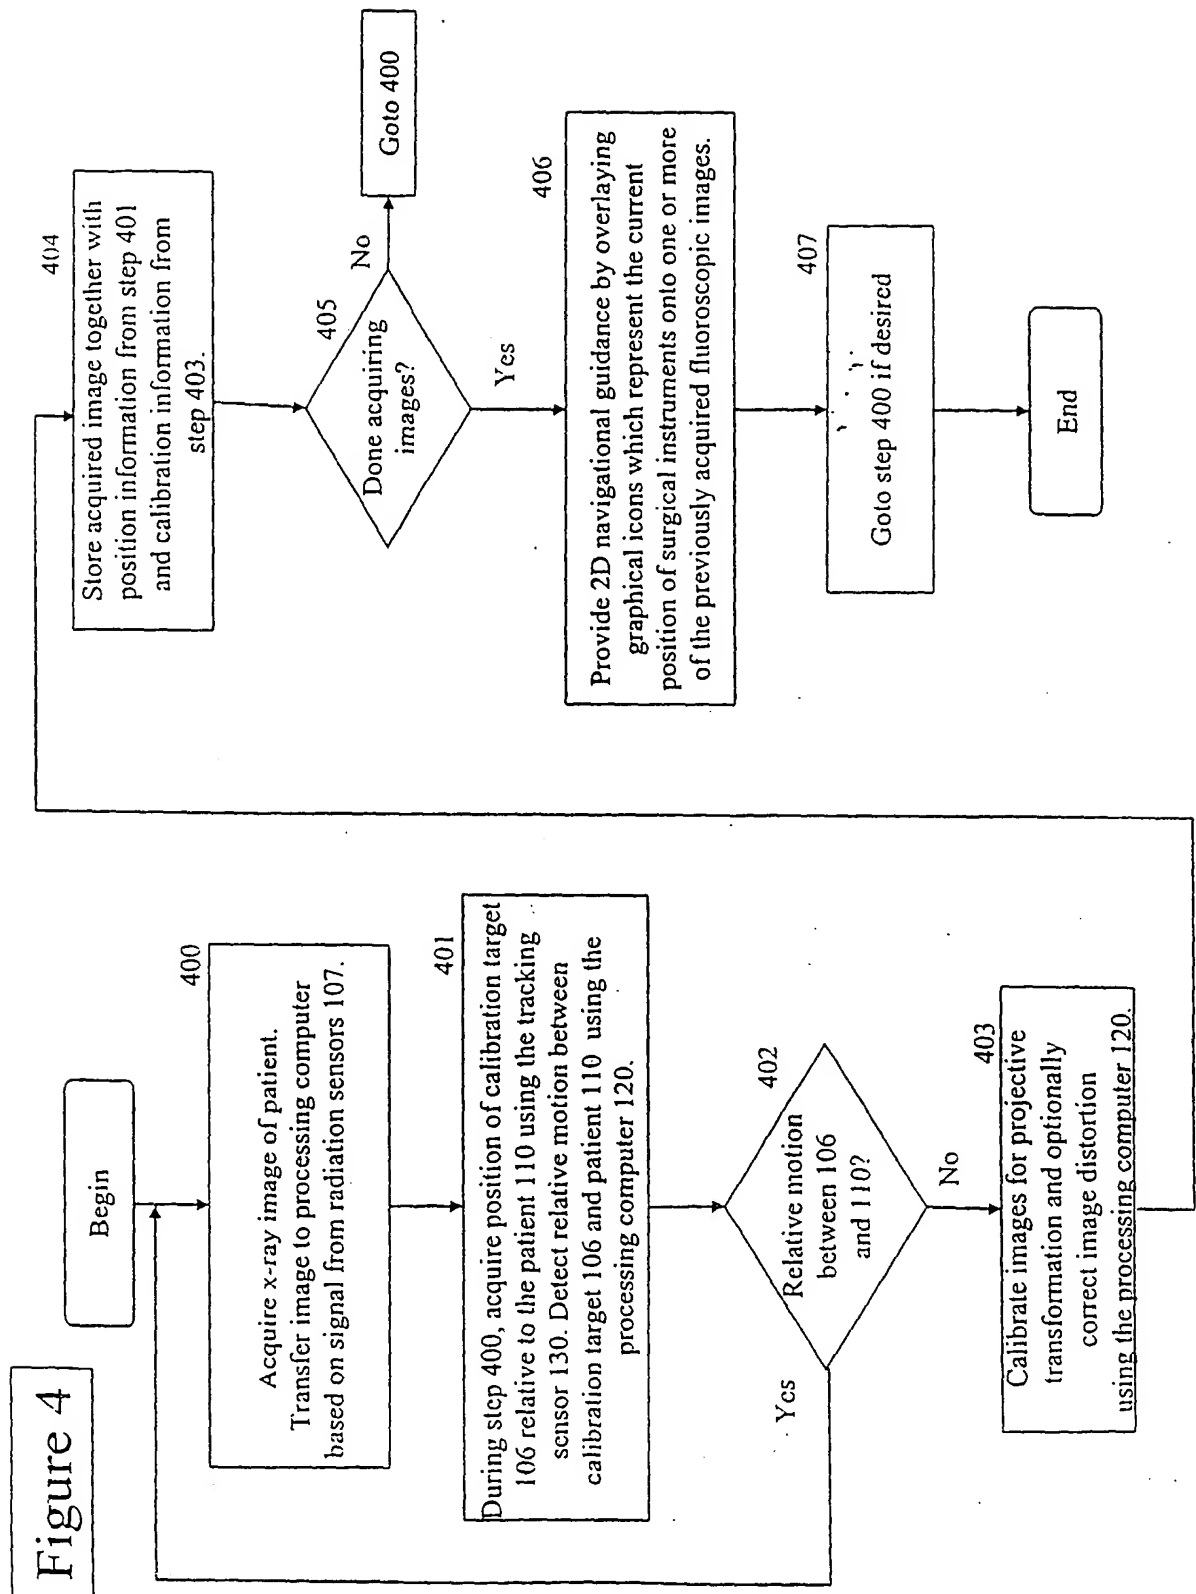 Figure 4
Begin
400
Acquire x-ray image of patient.
Transfer image to processing computer
based on signal from radiation sensors 107.
401
During step 400, acquire position of calibration target
106 relative to the patient 110 using the tracking
sensor 130. Detect relative motion between
calibration target 106 and patient 110 using the
processing computer 120.
402
Relative motion
between 106
and 110?
Yes
No
403
Calibrate images for projective
transformation and optionally
correct image distortion
using the processing computer 120.
404
Store acquired image together with
position information from step 401
and calibration information from
step 403.
405
Done acquiring
images?
No
Goto 400
Yes
406
Provide 2D navigational guidance by overlaying
graphical icons which represent the current
position of surgical instruments onto one or more
of the previously acquired fluoroscopic images.
407
Goto step 400 if desired
End